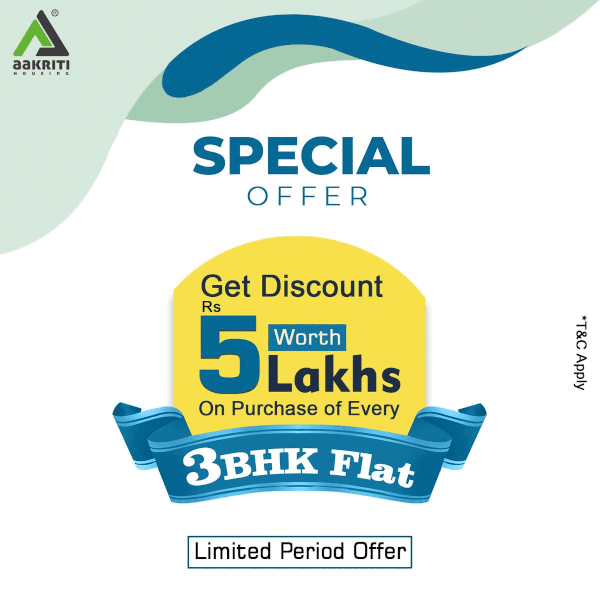 ®
aaKRITI
HOUSING
SPECIAL
OFFER
Get Discount
Rs
5 Worth
Lakhs
On Purchase of Every
3BHK Flat
Limited Period Offer
*T&C Apply